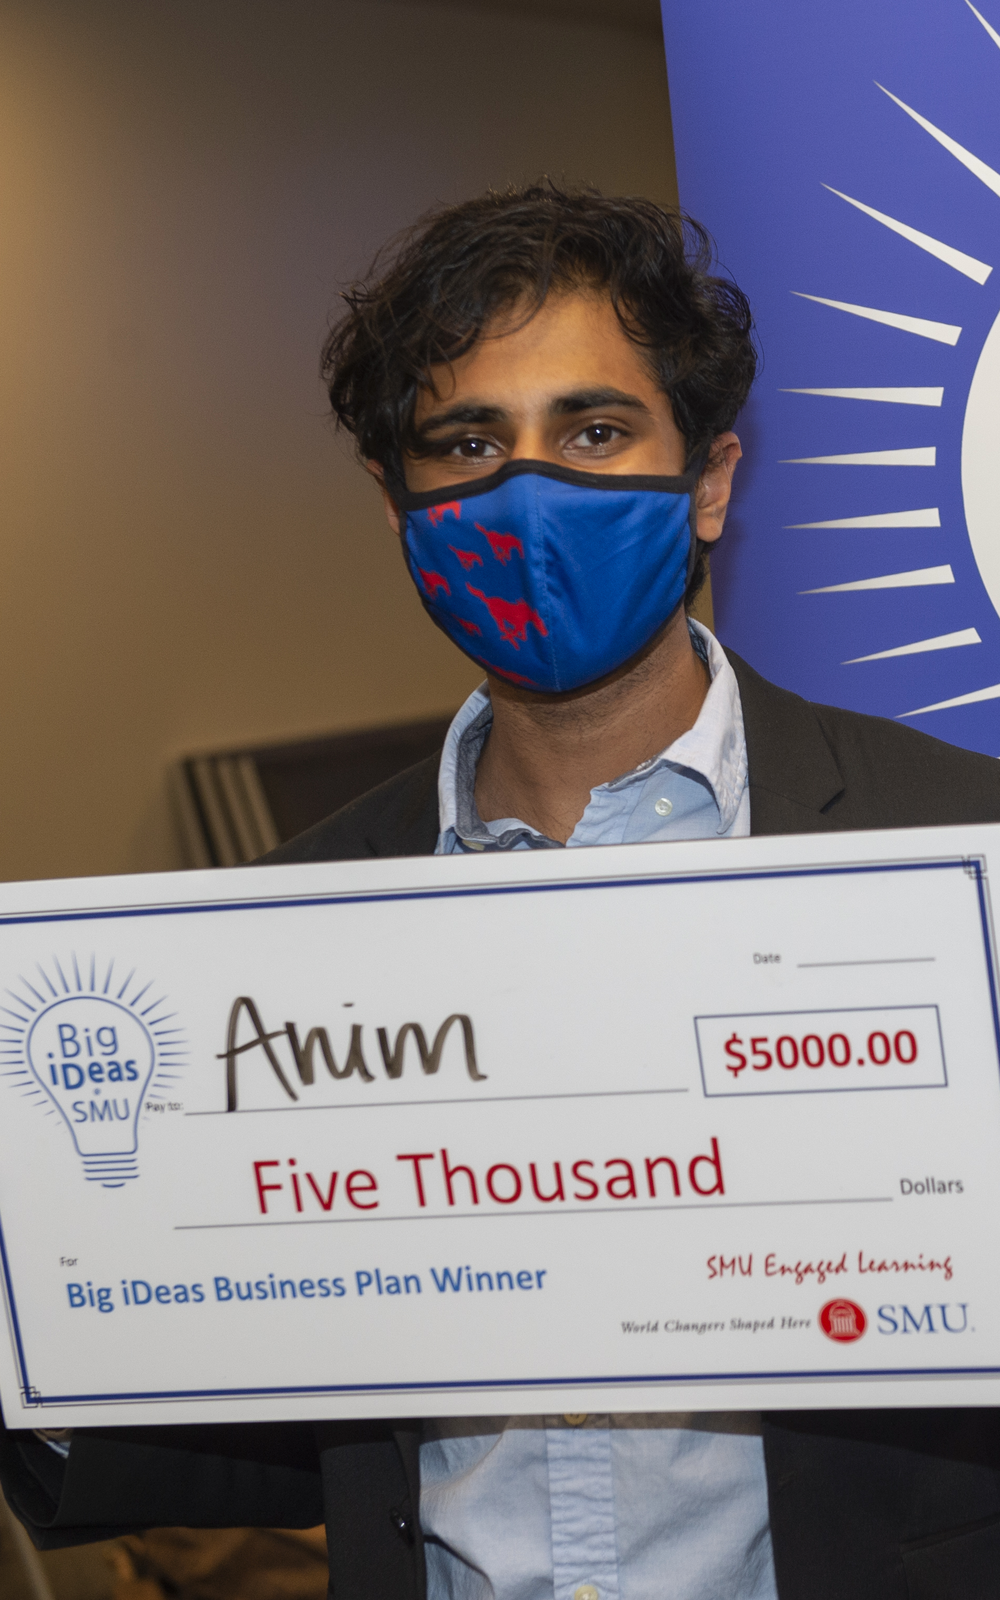 Date
Big
iDeas
@
SMU
Pay to:
Anim
$5000.00
Five Thousand
Dollars
For
Big iDeas Business Plan Winner
SMU Engaged Learning
World Changers Shaped Here
SMU.